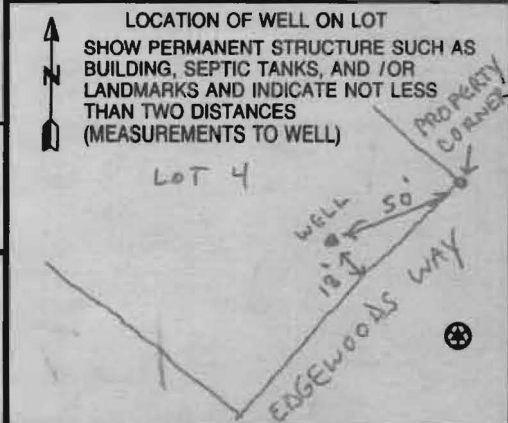 LOCATION OF WELL ON LOT
SHOW PERMANENT STRUCTURE SUCH AS
BUILDING, SEPTIC TANKS, AND /OR
LANDMARKS AND INDICATE NOT LESS
THAN TWO DISTANCES
(MEASUREMENTS TO WELL)
N
LOT 4
PROPERTY
CORNER
WELL
50'
18'
EDGEWOODS WAY